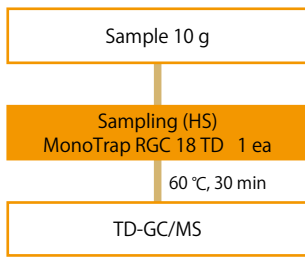 Sample 10 g
Sampling (HS)
MonoTrap RGC 18 TD 1 ea
60 ℃, 30 min
TD-GC/MS